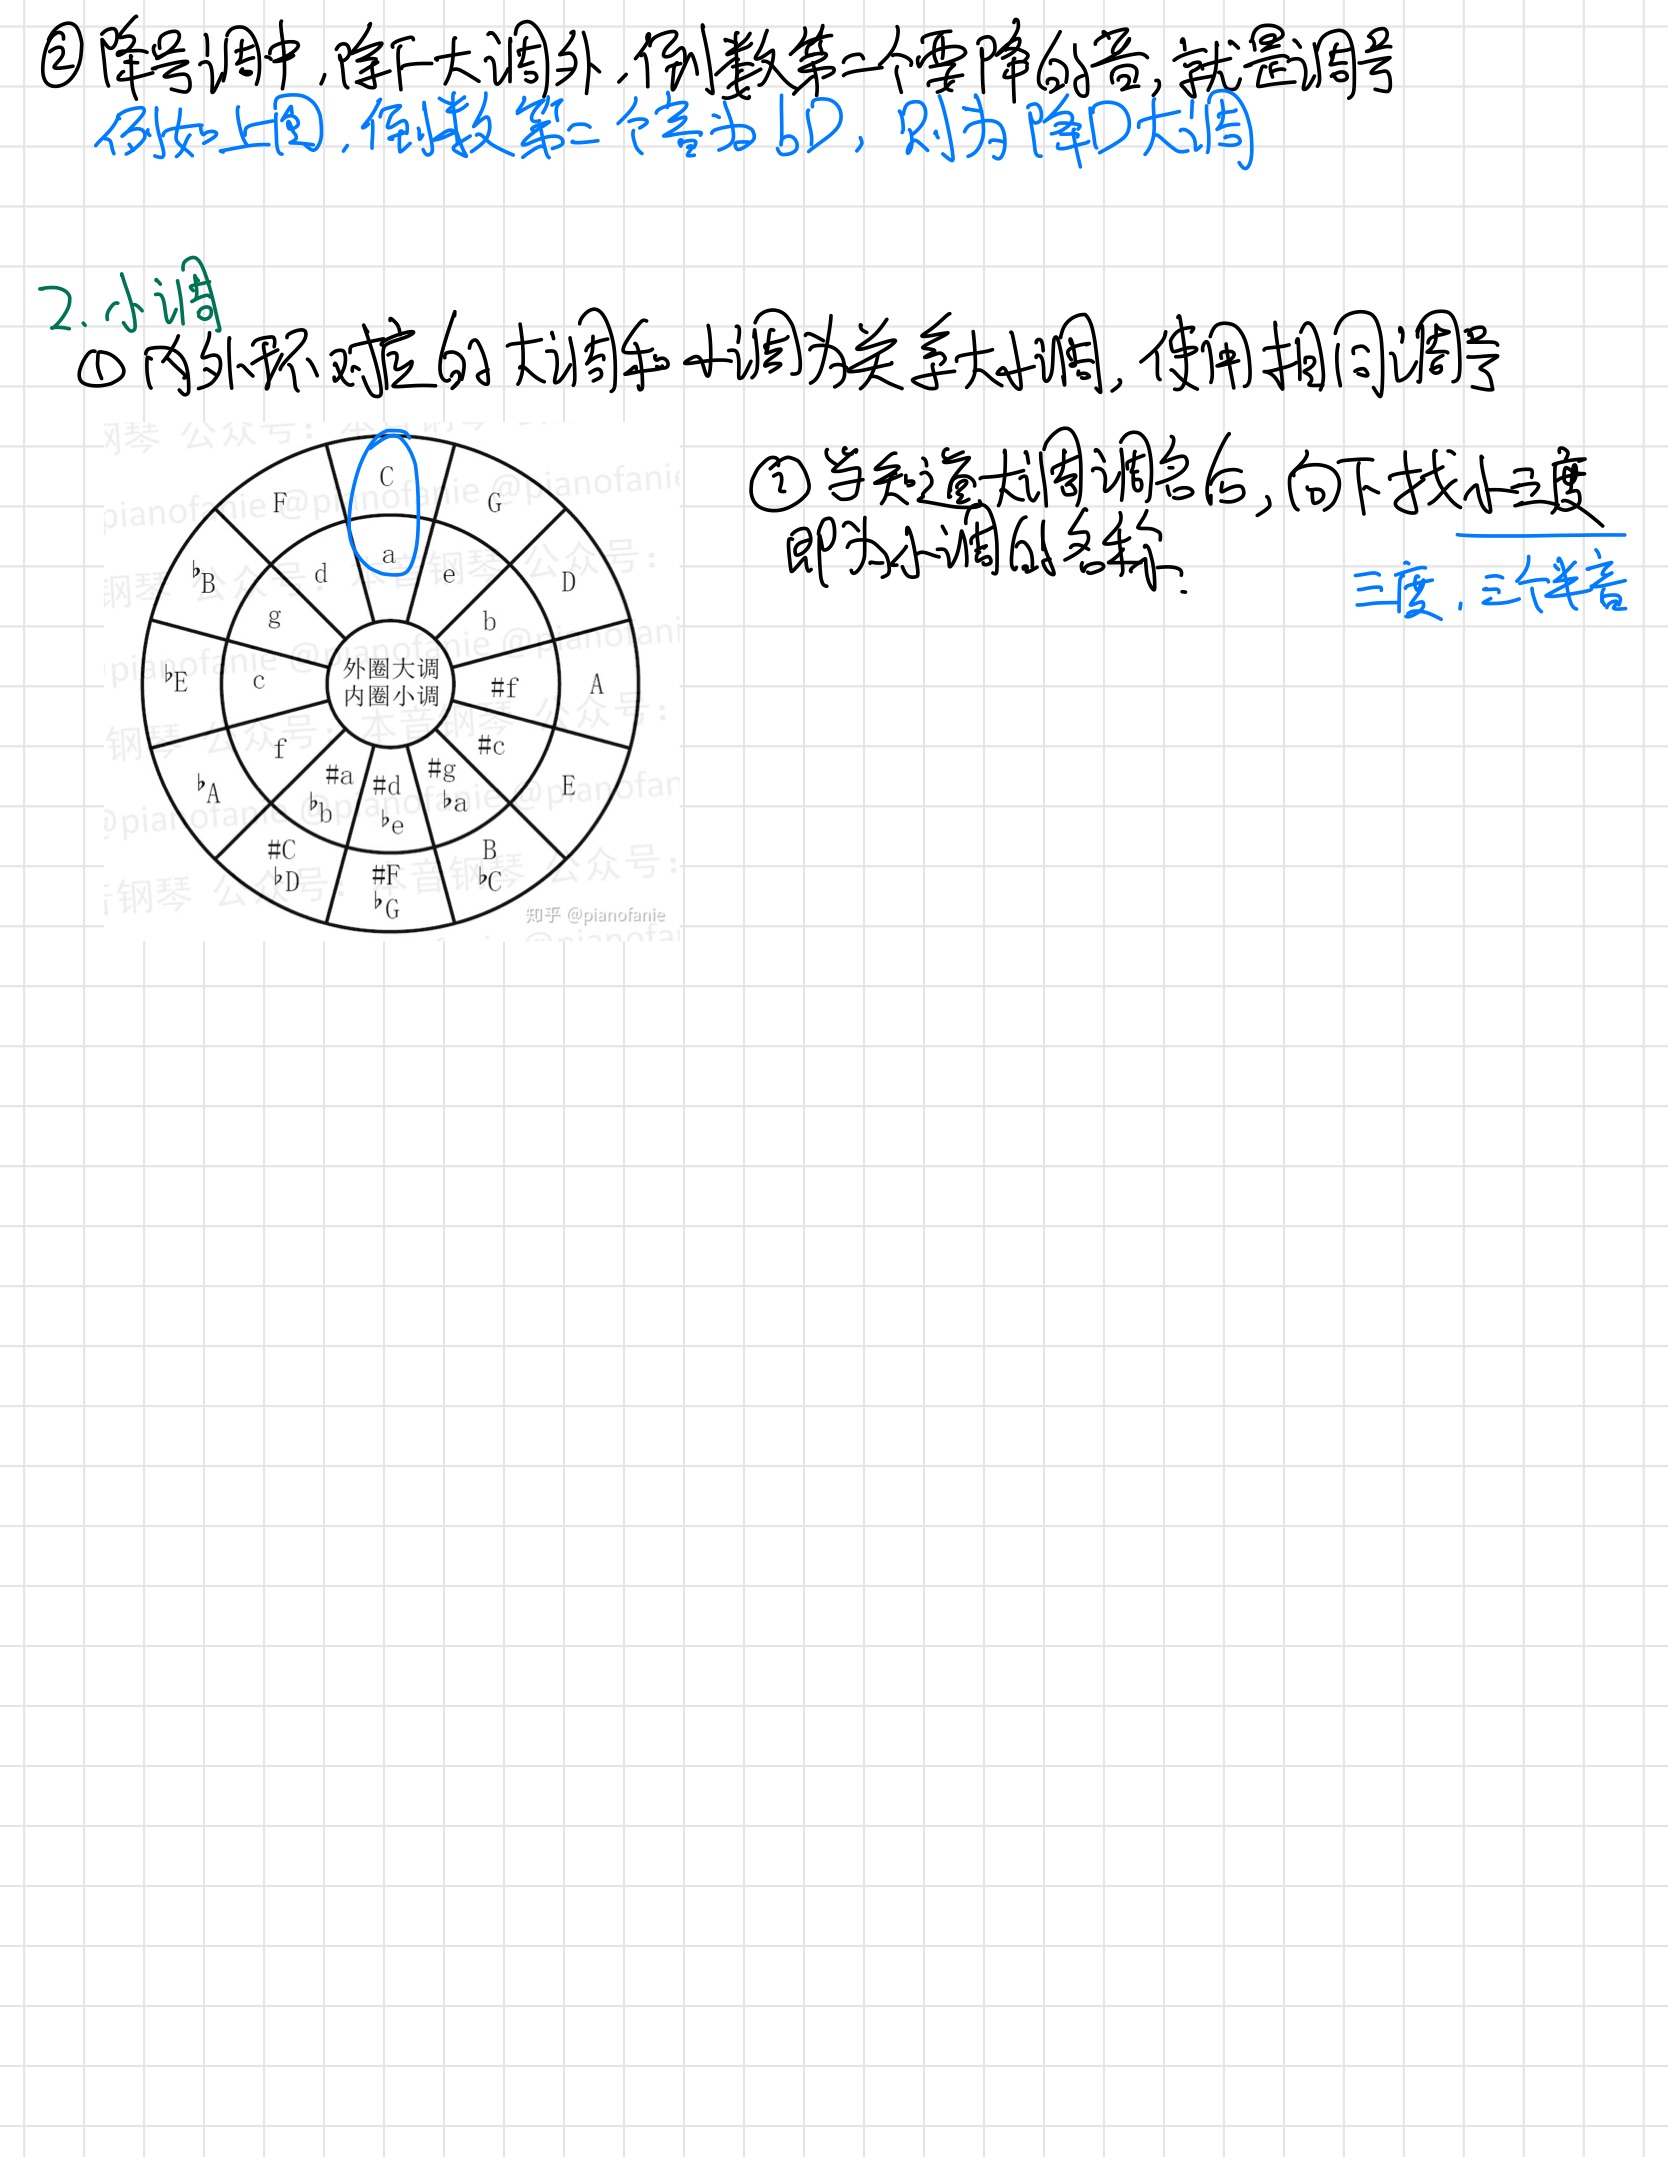 ②降号调中,除F大调外,倒数第二个要降的音,就是调号
例如上图,倒数第二个音为bD,则为降D大调
2.小调
①内外环对应的大调和小调为关系大小调,使用相同调号
②当知道大调调名后,向下找小三度
即为小调的名称.
三度,三个半音
C
F
G
a
♭B
d
e
D
g
b
外圈大调
内圈小调
♭E
c
#f
A
f
#c
♭A
#a
♭b
#d
♭e
#g
♭a
E
#C
♭D
#F
♭G
B
♭C
知乎 @pianofanie
@pianofanie @pianofanie
本音钢琴 公众号:
@pianofanie